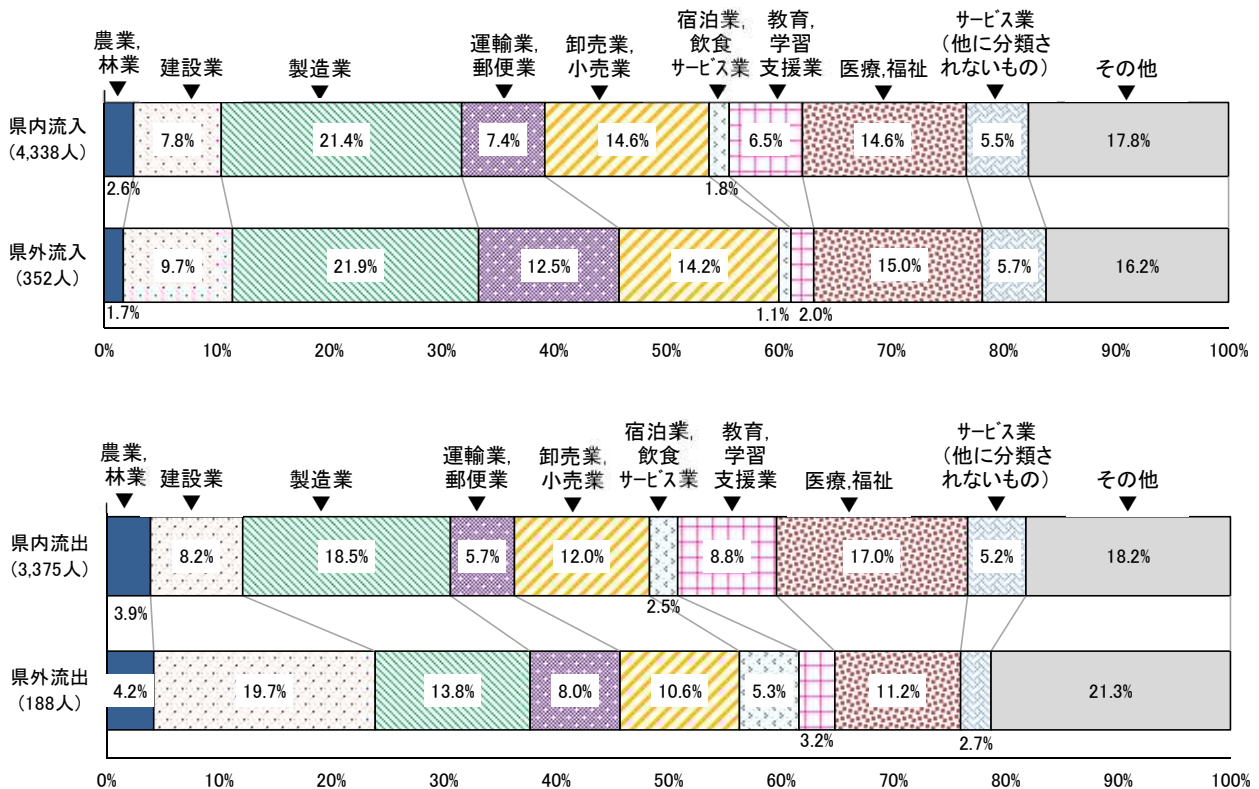 農業,
林業
建設業
製造業
運輸業,
郵便業
卸売業,
小売業
宿泊業,
飲食
ｻｰﾋﾞｽ業
教育,
学習
支援業
医療,福祉
ｻｰﾋﾞｽ業
(他に分類さ
れないもの)
その他
県内流入
(4,338人)
2.6%
7.8%
21.4%
7.4%
14.6%
1.8%
6.5%
14.6%
5.5%
17.8%
県外流入
(352人)
1.7%
9.7%
21.9%
12.5%
14.2%
1.1%
2.0%
15.0%
5.7%
16.2%
0% 10% 20% 30% 40% 50% 60% 70% 80% 90% 100%
農業,
林業
建設業
製造業
運輸業,
郵便業
卸売業,
小売業
宿泊業,
飲食
ｻｰﾋﾞｽ業
教育,
学習
支援業
医療,福祉
ｻｰﾋﾞｽ業
(他に分類さ
れないもの)
その他
県内流出
(3,375人)
3.9%
8.2%
18.5%
5.7%
12.0%
2.5%
8.8%
17.0%
5.2%
18.2%
県外流出
(188人)
4.2%
19.7%
13.8%
8.0%
10.6%
5.3%
3.2%
11.2%
2.7%
21.3%
0% 10% 20% 30% 40% 50% 60% 70% 80% 90% 100%